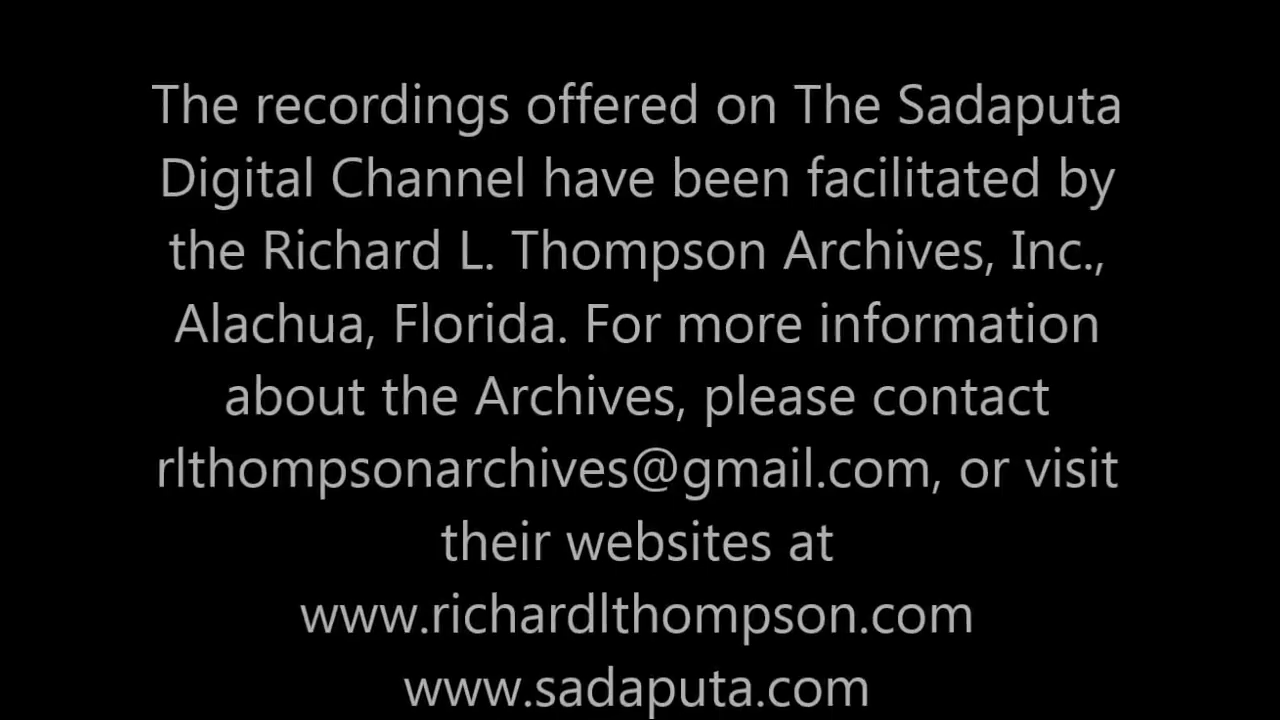 The recordings offered on The Sadaputa
Digital Channel have been facilitated by
the Richard L. Thompson Archives, Inc.,
Alachua, Florida. For more information
about the Archives, please contact
rlthompsonarchives@gmail.com, or visit
their websites at
www.richardlthompson.com
www.sadaputa.com